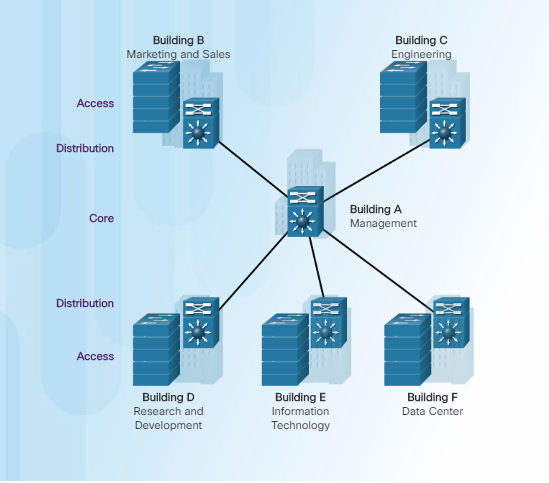 Building B
Marketing and Sales
Building C
Engineering
Access
Distribution
Core
Building A
Management
Distribution
Access
Building D
Research and
Development
Building E
Information
Technology
Building F
Data Center